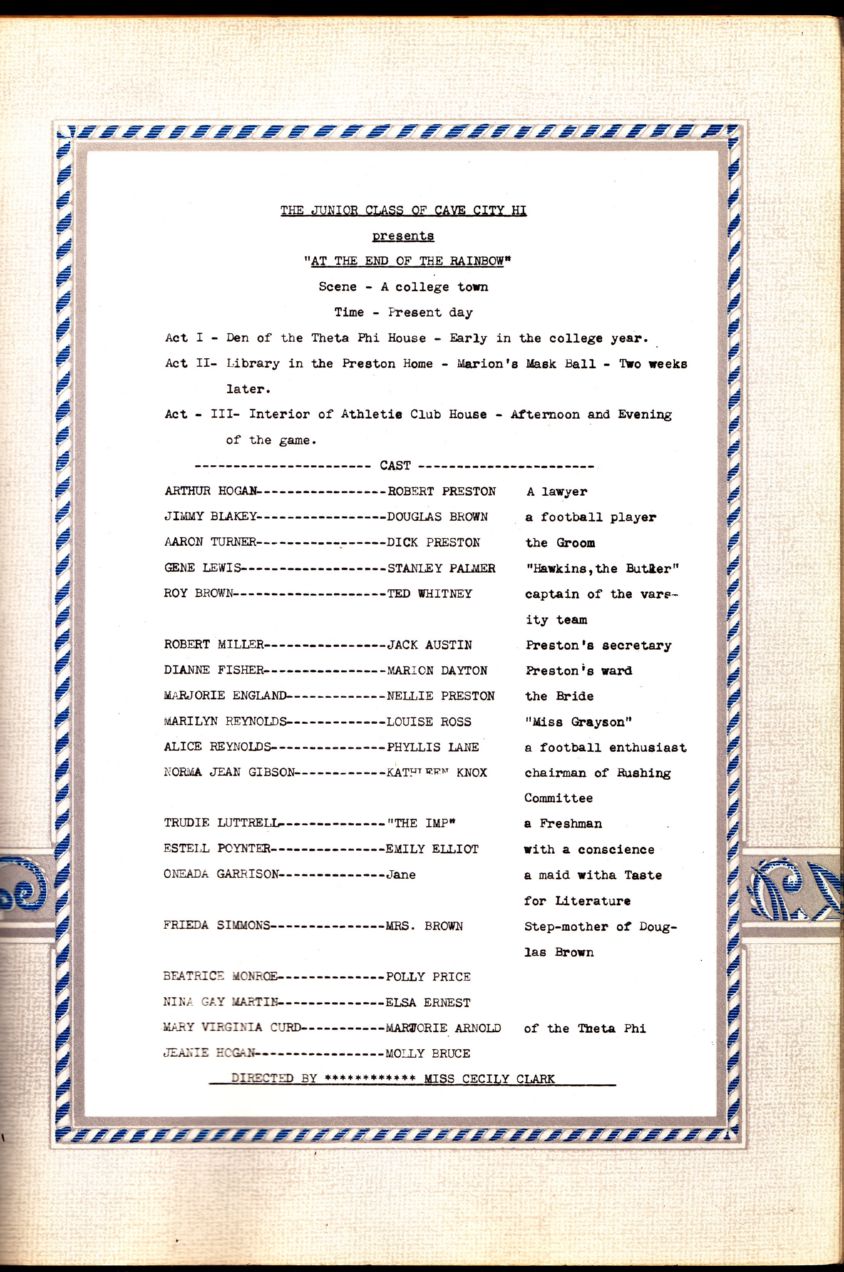 THE JUNIOR CLASS OF CAVE CITY HI
presents
"AT THE END OF THE RAINBOW"
Scene - A college town
Time - Present day
Act I - Den of the Theta Phi House - Early in the college year.
Act II- Library in the Preston Home - Marion's Mask Ball - Two weeks
later.
Act - III- Interior of Athletic Club House - Afternoon and Evening
of the game.
----------------------- CAST -----------------------
ARTHUR HOGAN-----------------ROBERT PRESTON A lawyer
JIMMY BLAKEY-----------------DOUGLAS BROWN a football player
AARON TURNER-----------------DICK PRESTON the Groom
GENE LEWIS-------------------STANLEY PALMER "Hawkins,the Butler"
ROY BROWN--------------------TED WHITNEY captain of the vars-
ity team
ROBERT MILLER----------------JACK AUSTIN Preston's secretary
DIANNE FISHER----------------MARION DAYTON Preston's ward
MARJORIE ENGLAND-------------NELLIE PRESTON the Bride
MARILYN REYNOLDS-------------LOUISE ROSS "Miss Grayson"
ALICE REYNOLDS---------------PHYLLIS LANE a football enthusiast
NORMA JEAN GIBSON------------KATHLEEN KNOX chairman of Rushing
Committee
TRUDIE LUTTRELL--------------"THE IMP" a Freshman
ESTELL POYNTER---------------EMILY ELLIOT with a conscience
ONEADA GARRISON--------------Jane a maid witha Taste
for Literature
FRIEDA SIMMONS---------------MRS. BROWN Step-mother of Doug-
las Brown
BEATRICE MONROE--------------POLLY PRICE
NINA GAY MARTIN--------------ELSA ERNEST
MARY VIRGINIA CURD-----------MARJORIE ARNOLD of the Theta Phi
JEANIE HOGAN-----------------MOLLY BRUCE
DIRECTED BY ************ MISS CECILY CLARK